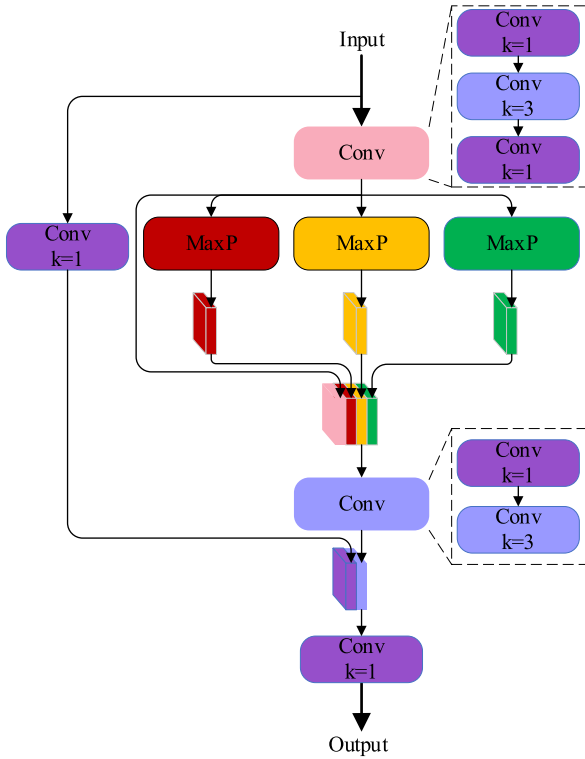 Input
Conv
k=1
Conv
k=3
Conv
k=1
Conv
Conv
k=1
MaxP
MaxP
MaxP
Conv
Conv
k=1
Conv
k=3
Conv
k=1
Output